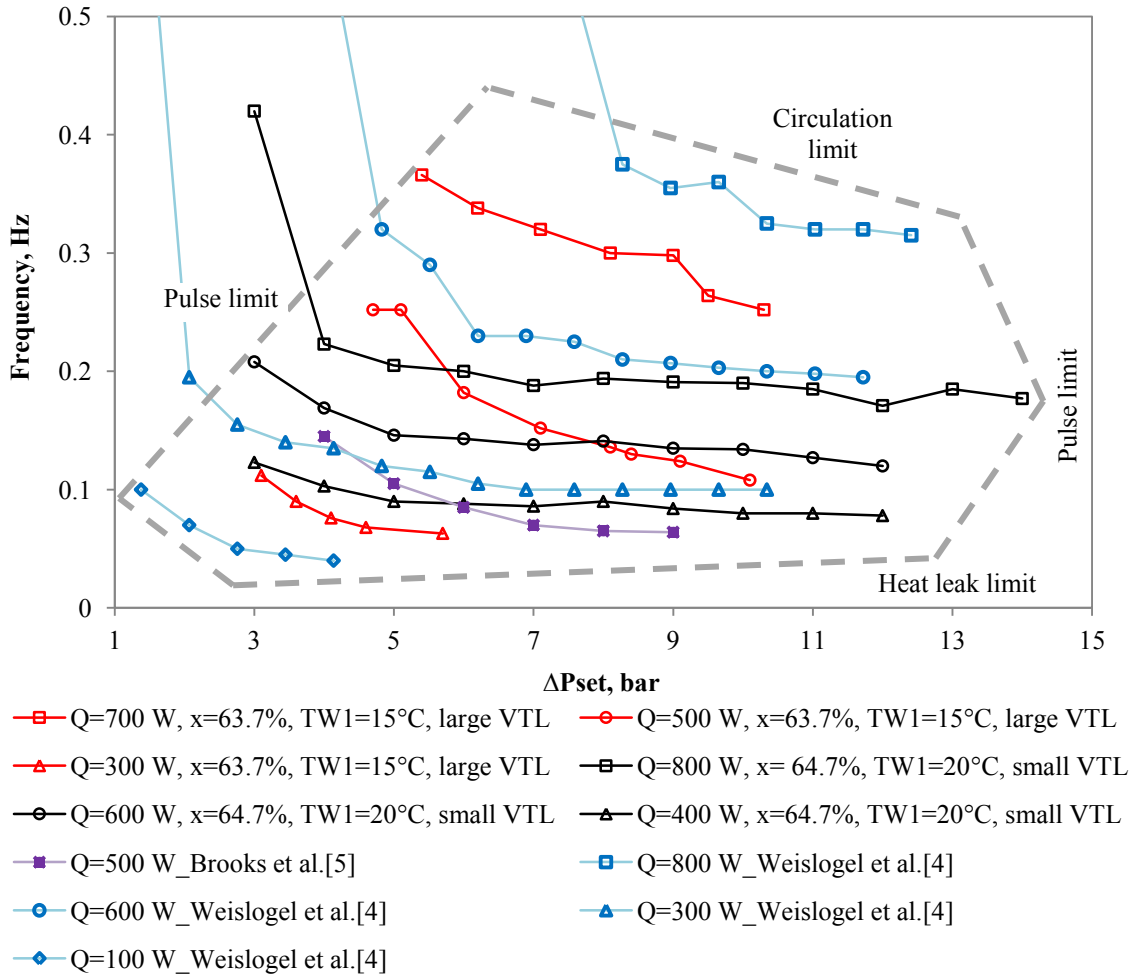 0.5
0.4
0.3
0.2
0.1
0
Frequency, Hz
Circulation
limit
Pulse limit
Pulse limit
Heat leak limit
1 3 5 7 9 11 13 15
ΔPset, bar
Q=700 W, x=63.7%, TW1=15°C, large VTL
Q=500 W, x=63.7%, TW1=15°C, large VTL
Q=300 W, x=63.7%, TW1=15°C, large VTL
Q=800 W, x= 64.7%, TW1=20°C, small VTL
Q=600 W, x=64.7%, TW1=20°C, small VTL
Q=400 W, x=64.7%, TW1=20°C, small VTL
Q=500 W_Brooks et al.[5]
Q=800 W_Weislogel et al.[4]
Q=600 W_Weislogel et al.[4]
Q=300 W_Weislogel et al.[4]
Q=100 W_Weislogel et al.[4]